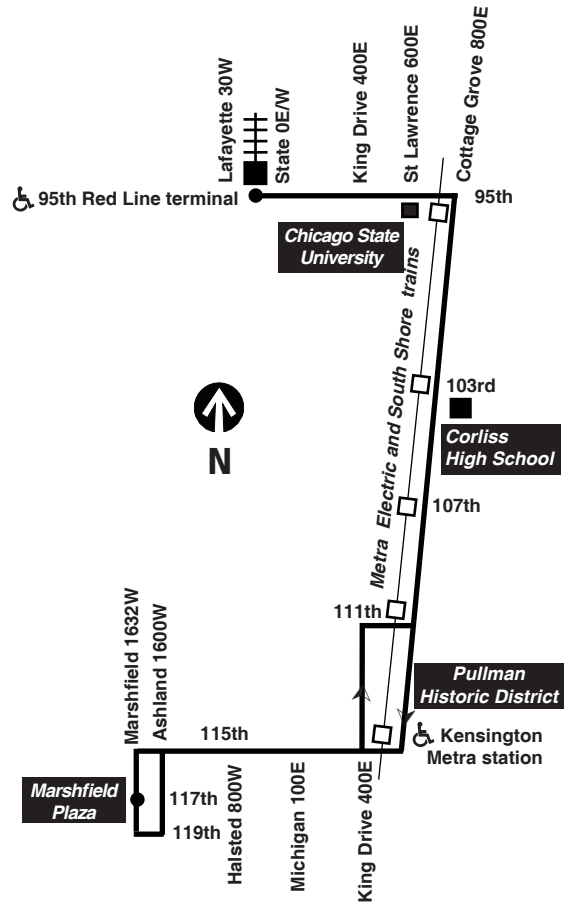 Lafayette 30W
State 0E/W
King Drive 400E
St Lawrence 600E
Cottage Grove 800E
95th Red Line terminal
95th
Chicago State
University
Metra Electric and South Shore trains
103rd
Corliss
High School
N
107th
111th
Marshfield 1632W
Ashland 1600W
Pullman
Historic District
115th
Kensington
Metra station
Marshfield
Plaza
117th
119th
Halsted 800W
Michigan 100E
King Drive 400E